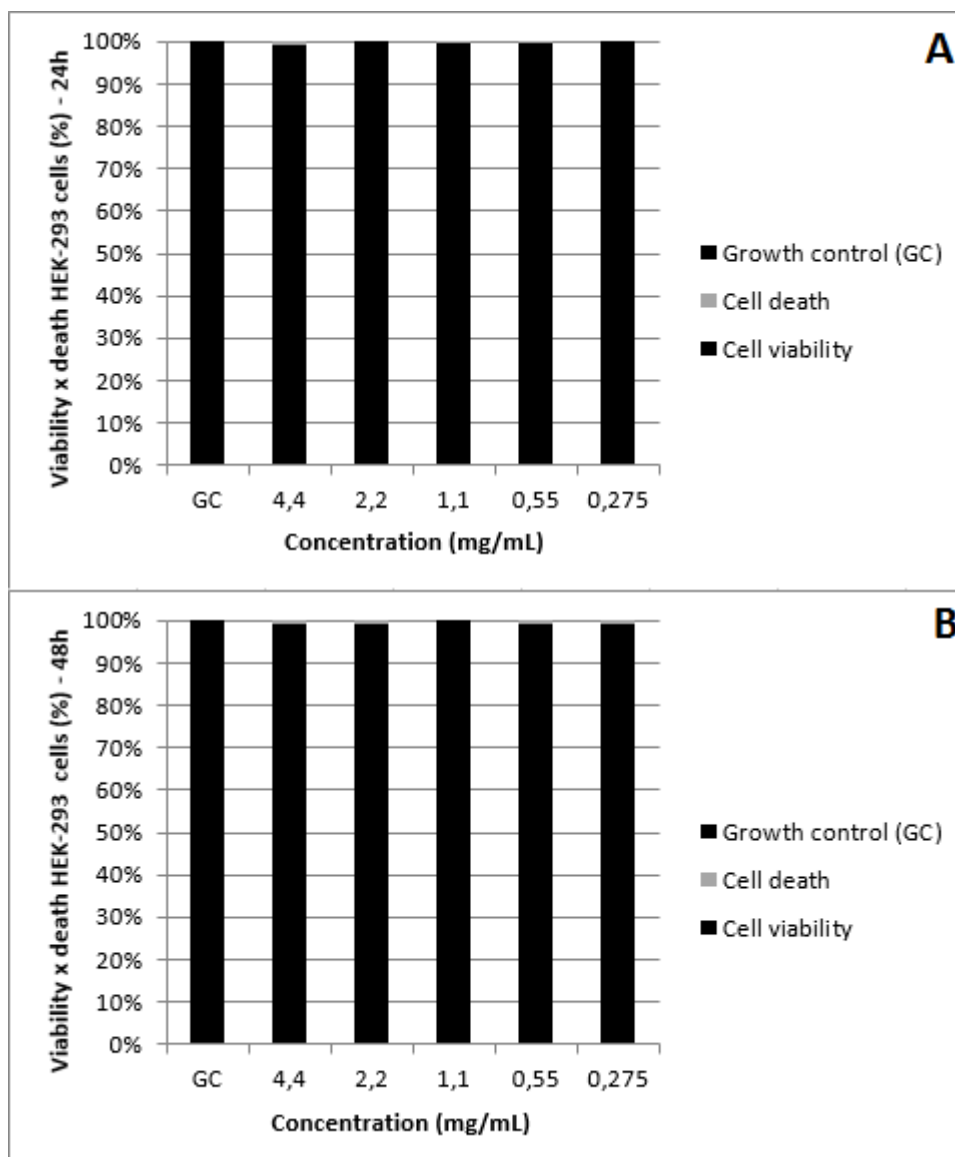 A
Viability x death HEK-293 cells (%) - 24h
100%
90%
80%
70%
60%
50%
40%
30%
20%
10%
0%
GC 4,4 2,2 1,1 0,55 0,275
Concentration (mg/mL)
Growth control (GC)
Cell death
Cell viability
B
Viability x death HEK-293 cells (%) - 48h
100%
90%
80%
70%
60%
50%
40%
30%
20%
10%
0%
GC 4,4 2,2 1,1 0,55 0,275
Concentration (mg/mL)
Growth control (GC)
Cell death
Cell viability